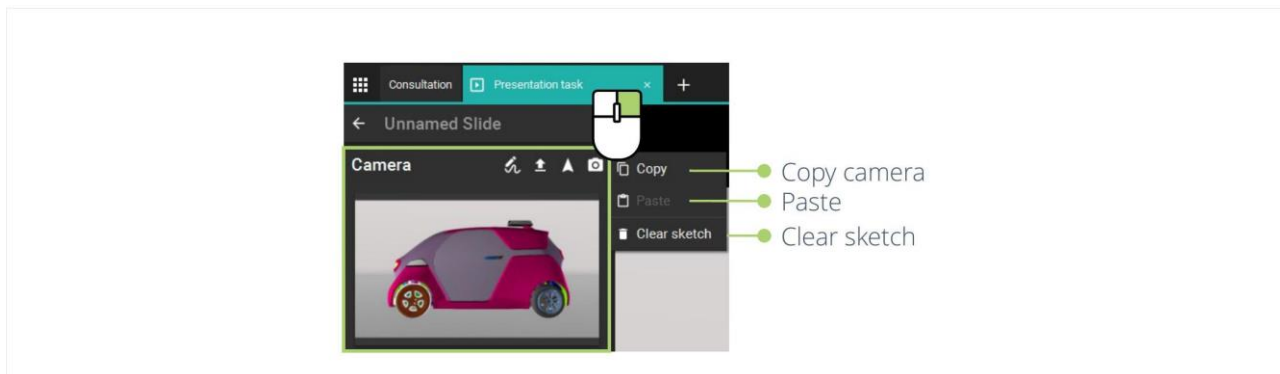 Consultation Presentation task
Unnamed Slide
Camera
Copy
Paste
Clear sketch
Copy camera
Paste
Clear sketch